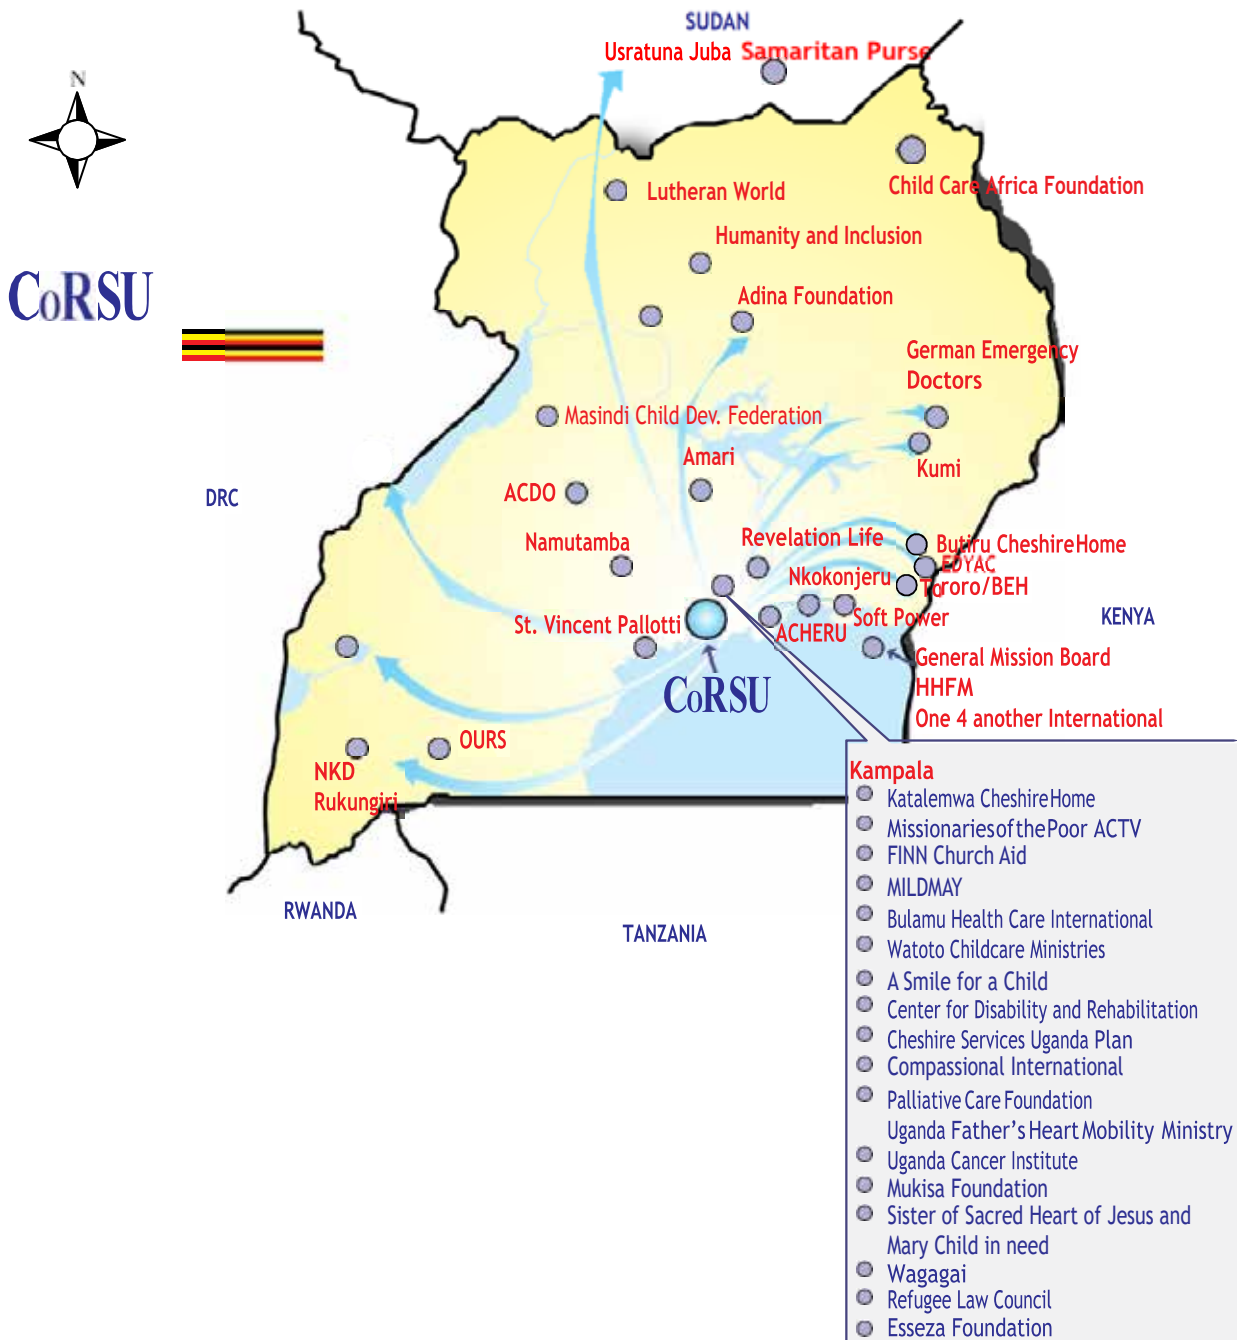 SUDAN
Usratuna Juba Samaritan Purse
N
Child Care Africa Foundation
Lutheran World
Humanity and Inclusion
CoRSU
Adina Foundation
German Emergency
Doctors
Masindi Child Dev. Federation
Amari
Kumi
DRC
ACDO
Namutamba
Revelation Life
Butiru Cheshire Home
EDYAC
Nkokonjeru
Tororo/BEH
KENYA
St. Vincent Pallotti
Soft Power
ACHERU
General Mission Board
HHFM
One 4 another International
CoRSU
OURS
NKD
Rukungiri
RWANDA
TANZANIA
Kampala
Katalemwa Cheshire Home
Missionaries of the Poor ACTV
FINN Church Aid
MILDMAY
Bulamu Health Care International
Watoto Childcare Ministries
A Smile for a Child
Center for Disability and Rehabilitation
Cheshire Services Uganda Plan
Compassional International
Palliative Care Foundation
Uganda Father's Heart Mobility Ministry
Uganda Cancer Institute
Mukisa Foundation
Sister of Sacred Heart of Jesus and
Mary Child in need
Wagagai
Refugee Law Council
Esseza Foundation